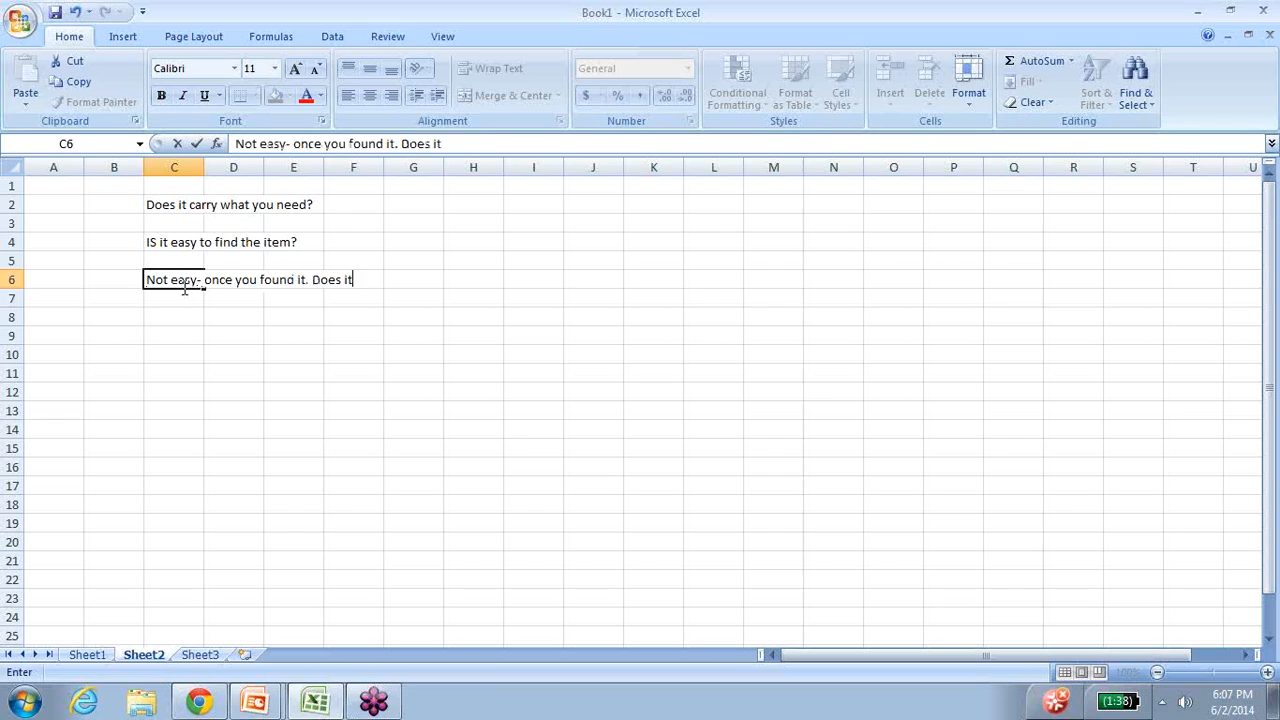 Book1 - Microsoft Excel
Home Insert Page Layout Formulas Data Review View
Cut
Copy
Format Painter
Paste
Clipboard
Calibri 11
B I U
Font
Wrap Text
Merge & Center
Alignment
General
$ % ,
Number
Conditional Formatting
Format as Table
Cell Styles
Styles
Insert Delete Format
Cells
Σ AutoSum
Fill
Clear
Sort & Filter
Find & Select
Editing
C6 fx Not easy- once you found it. Does it
A B C D E F G H I J K L M N O P Q R S T U
1
2 Does it carry what you need?
3
4 IS it easy to find the item?
5
6 Not easy- once you found it. Does it
7
8
9
10
11
12
13
14
15
16
17
18
19
20
21
22
23
24
25
Sheet1 Sheet2 Sheet3
Enter 100%
(1:38) 6:07 PM
6/2/2014